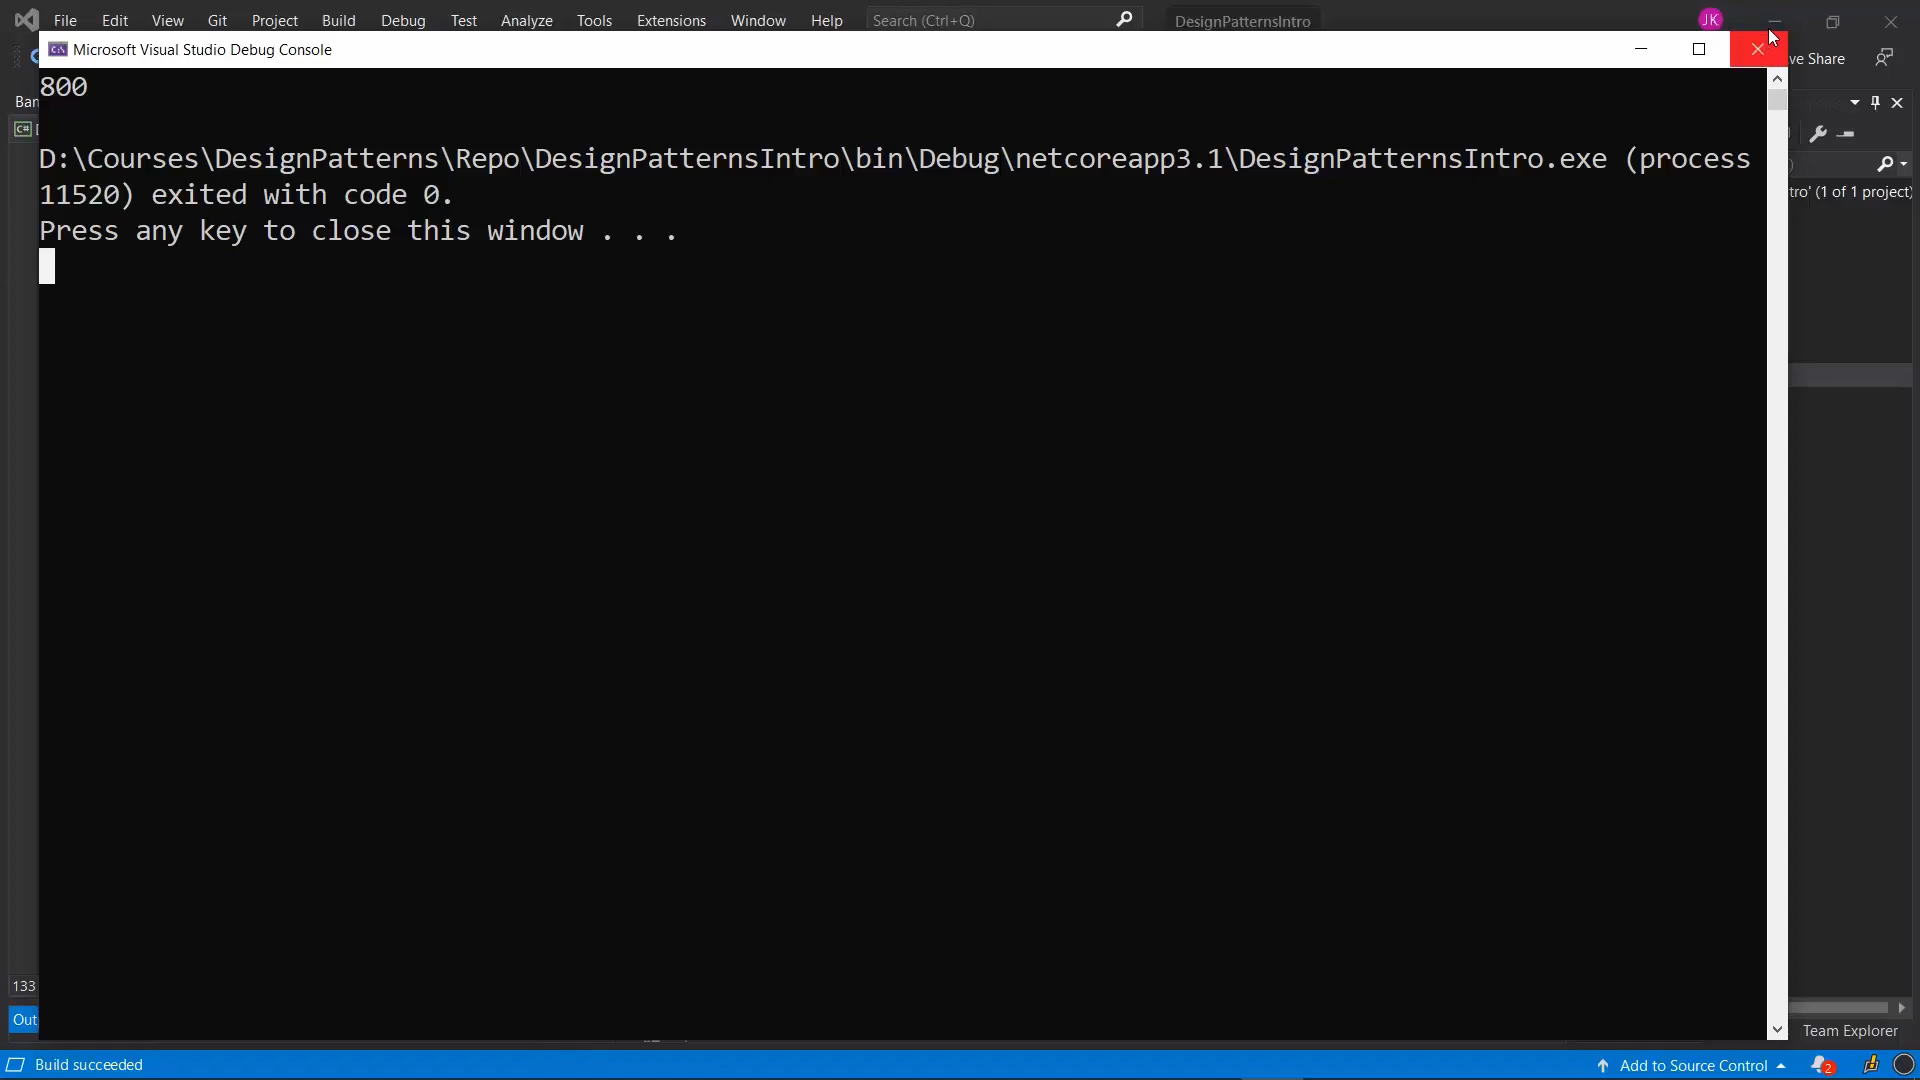 File Edit View Git Project Build Debug Test Analyze Tools Extensions Window Help Search (Ctrl+Q) DesignPatternsIntro JK
Microsoft Visual Studio Debug Console
ve Share
800
Ban
D:\Courses\DesignPatterns\Repo\DesignPatternsIntro\bin\Debug\netcoreapp3.1\DesignPatternsIntro.exe (process
11520) exited with code 0.
tro' (1 of 1 project)
Press any key to close this window . . .
133
Out
Team Explorer
Build succeeded
Add to Source Control
2